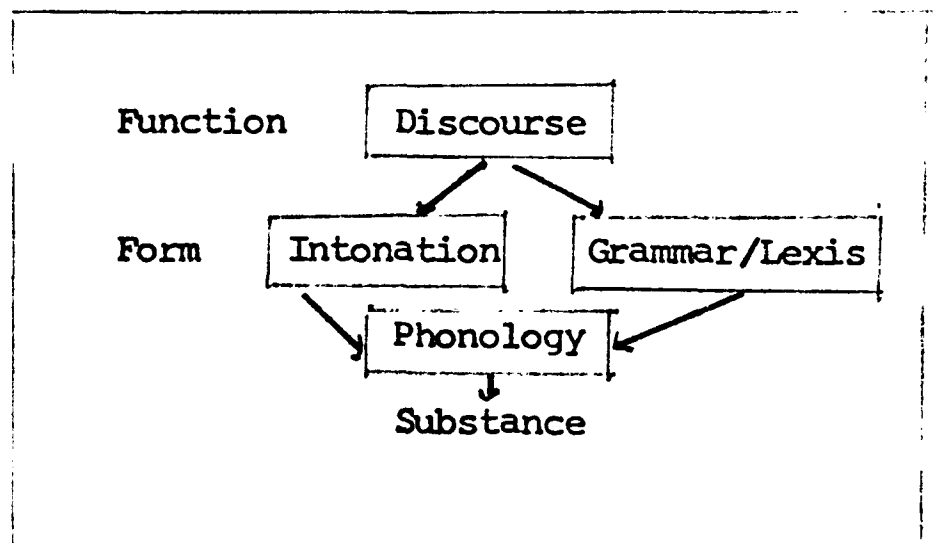 Function Discourse
Form Intonation Grammar/Lexis
Phonology
Substance